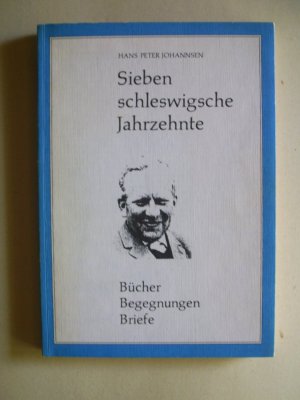 HANS PETER JOHANNSEN
Sieben
schleswigsche
Jahrzehnte
Bücher
Begegnungen
Briefe